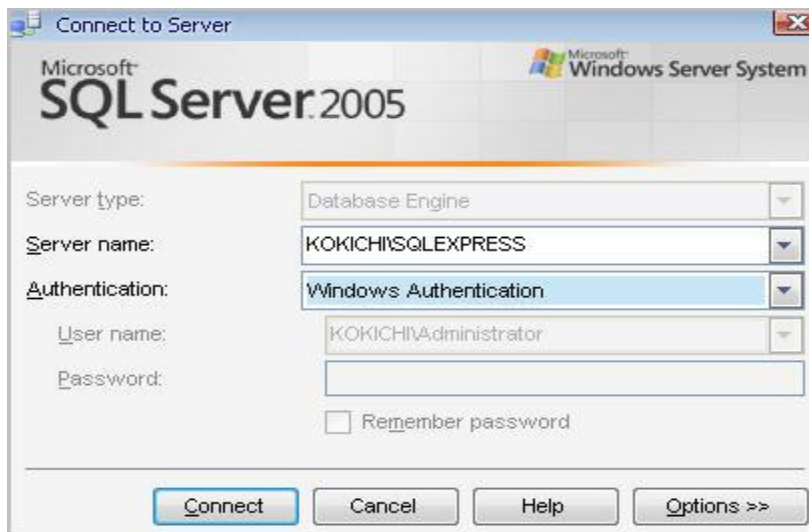 Connect to Server
Microsoft
SQL Server 2005
Microsoft
Windows Server System
Server type:
Database Engine
Server name:
KOKICHI\SQLEXPRESS
Authentication:
Windows Authentication
User name:
KOKICHI\Administrator
Password:
Remember password
Connect
Cancel
Help
Options >>